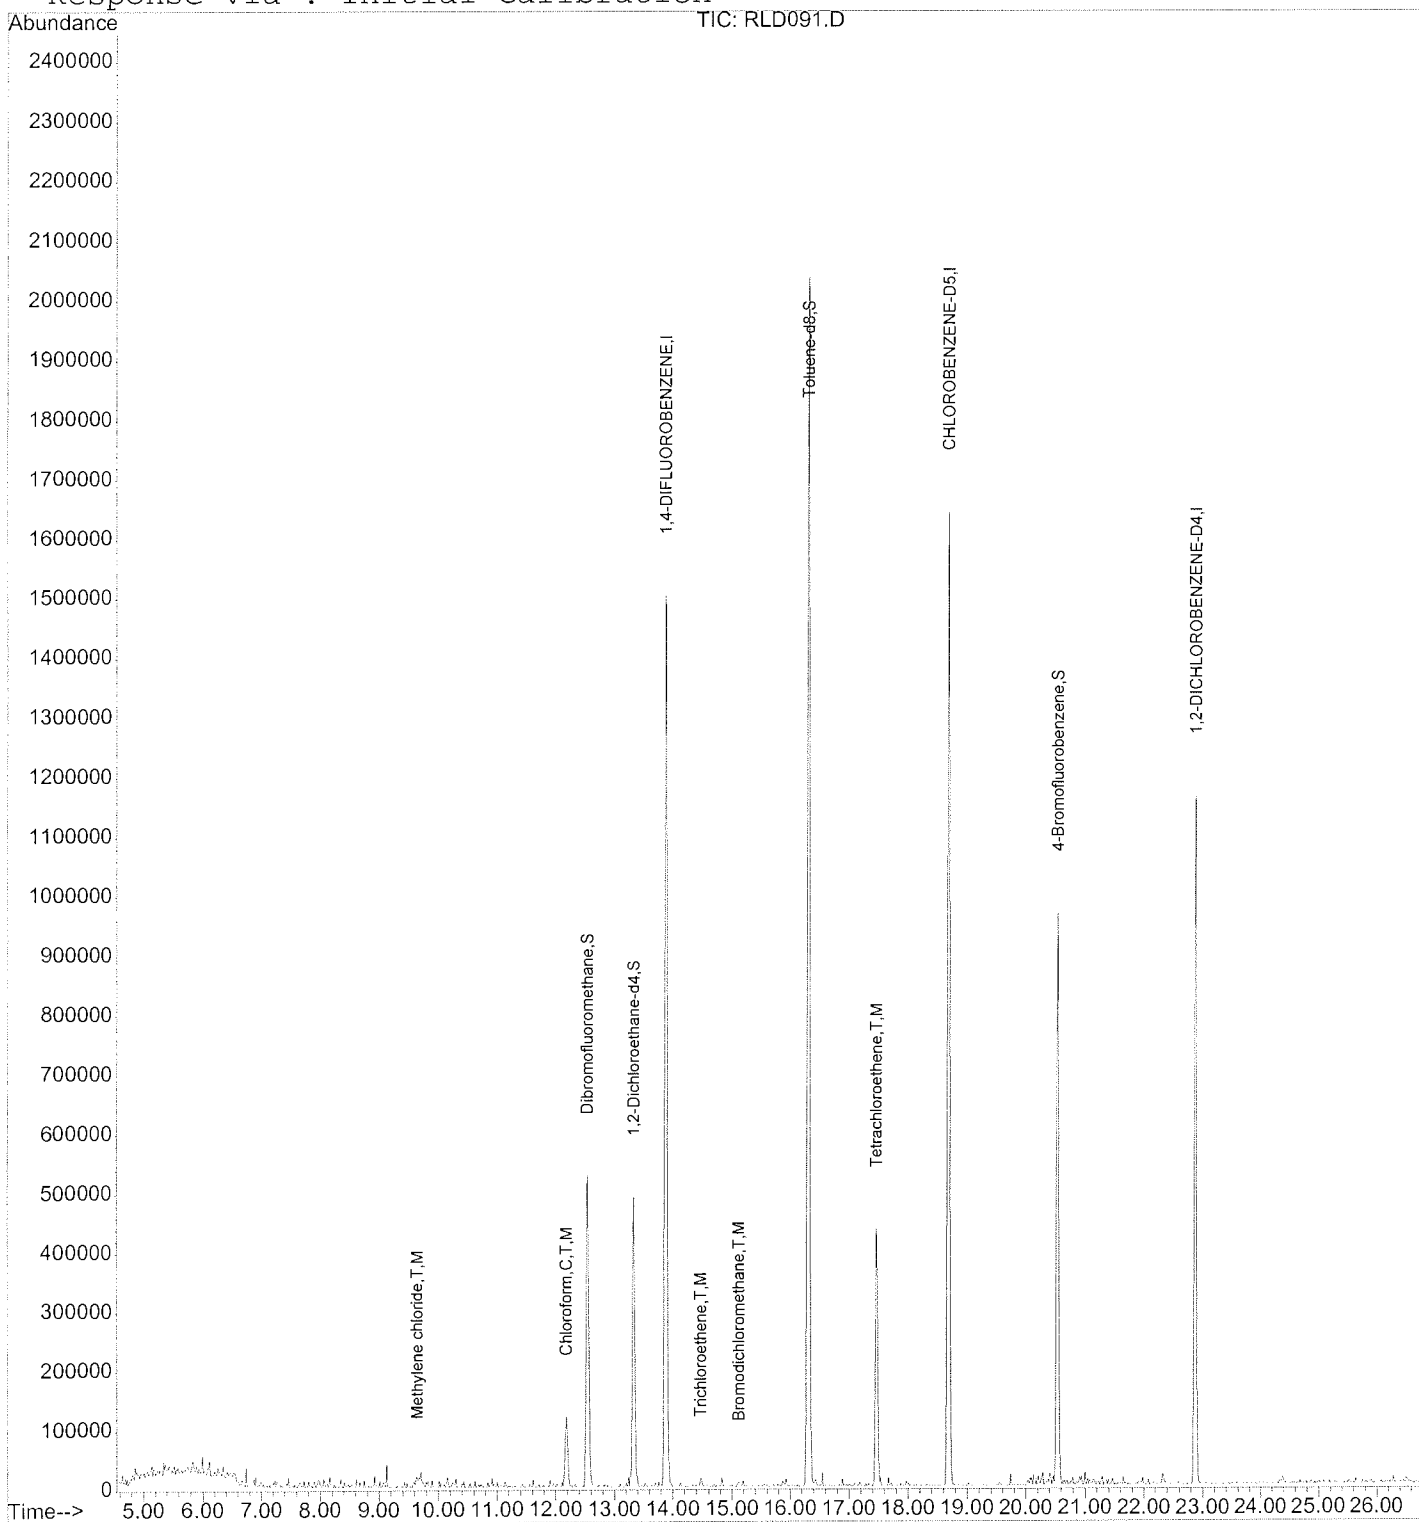 Response via : Initial Calibration
Abundance
TIC: RLD091.D
2400000
2300000
2200000
2100000
2000000
1900000
1800000
1700000
1600000
1500000
1400000
1300000
1200000
1100000
1000000
900000
800000
700000
600000
500000
400000
300000
200000
100000
0
Methylene chloride,T,M
Chloroform,C,T,M
Dibromofluoromethane,S
1,2-Dichloroethane-d4,S
1,4-DIFLUOROBENZENE,I
Trichloroethene,T,M
Bromodichloromethane,T,M
Toluene-d8,S
Tetrachloroethene,T,M
CHLOROBENZENE-D5,I
4-Bromofluorobenzene,S
1,2-DICHLOROBENZENE-D4,I
Time--> 5.00 6.00 7.00 8.00 9.00 10.00 11.00 12.00 13.00 14.00 15.00 16.00 17.00 18.00 19.00 20.00 21.00 22.00 23.00 24.00 25.00 26.00